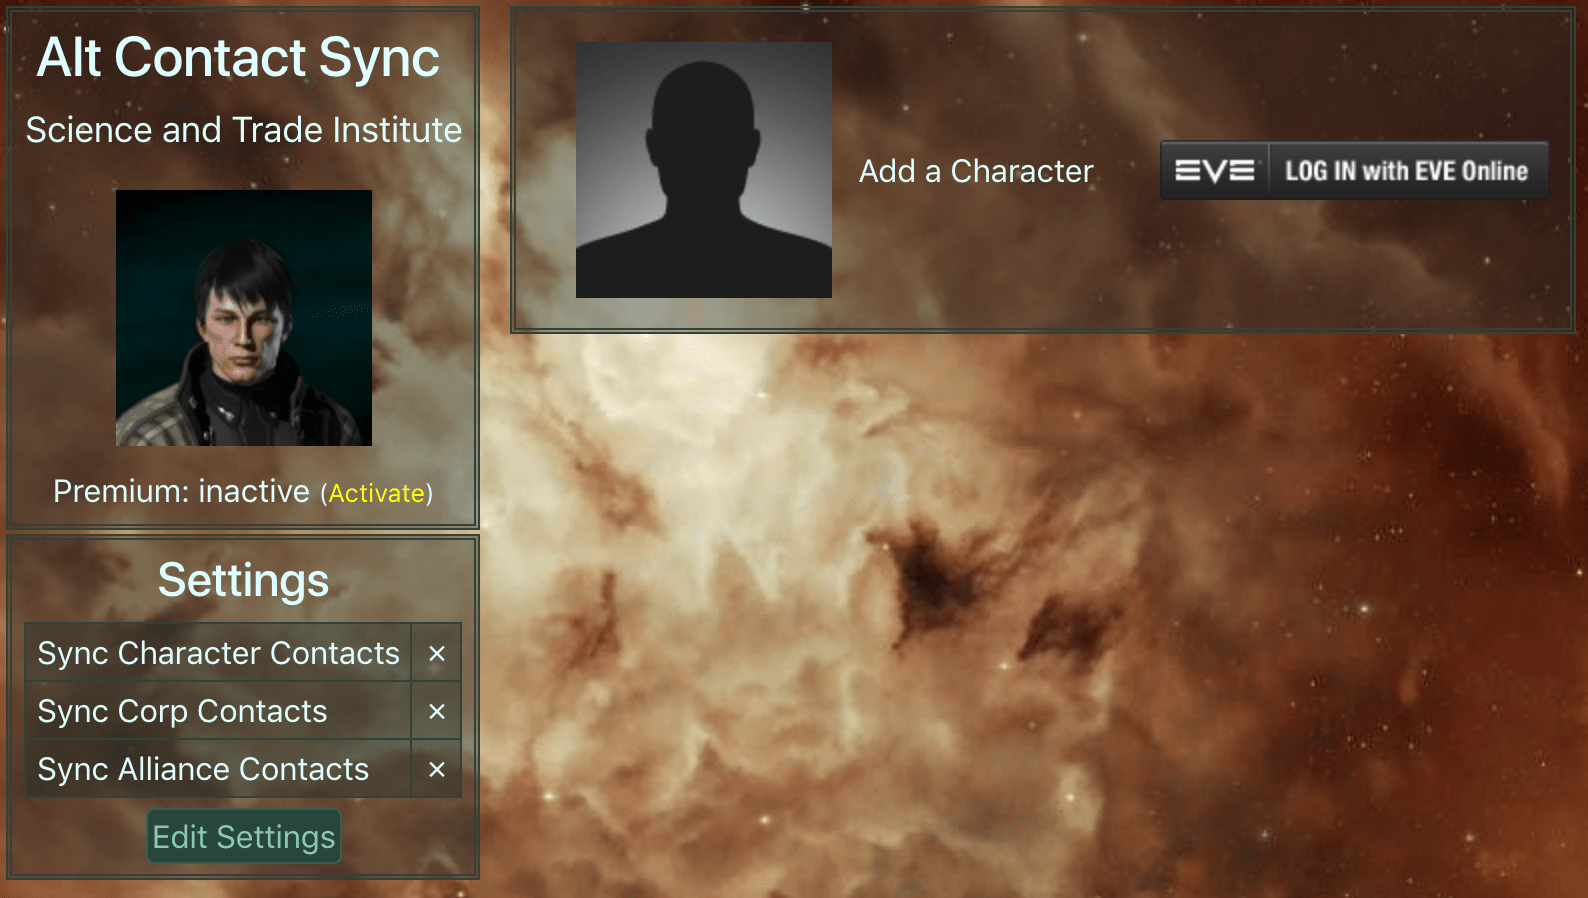 Alt Contact Sync
Science and Trade Institute
Premium: inactive (Activate)
Settings
Sync Character Contacts ×
Sync Corp Contacts ×
Sync Alliance Contacts ×
Edit Settings
Add a Character
EVE LOG IN with EVE Online